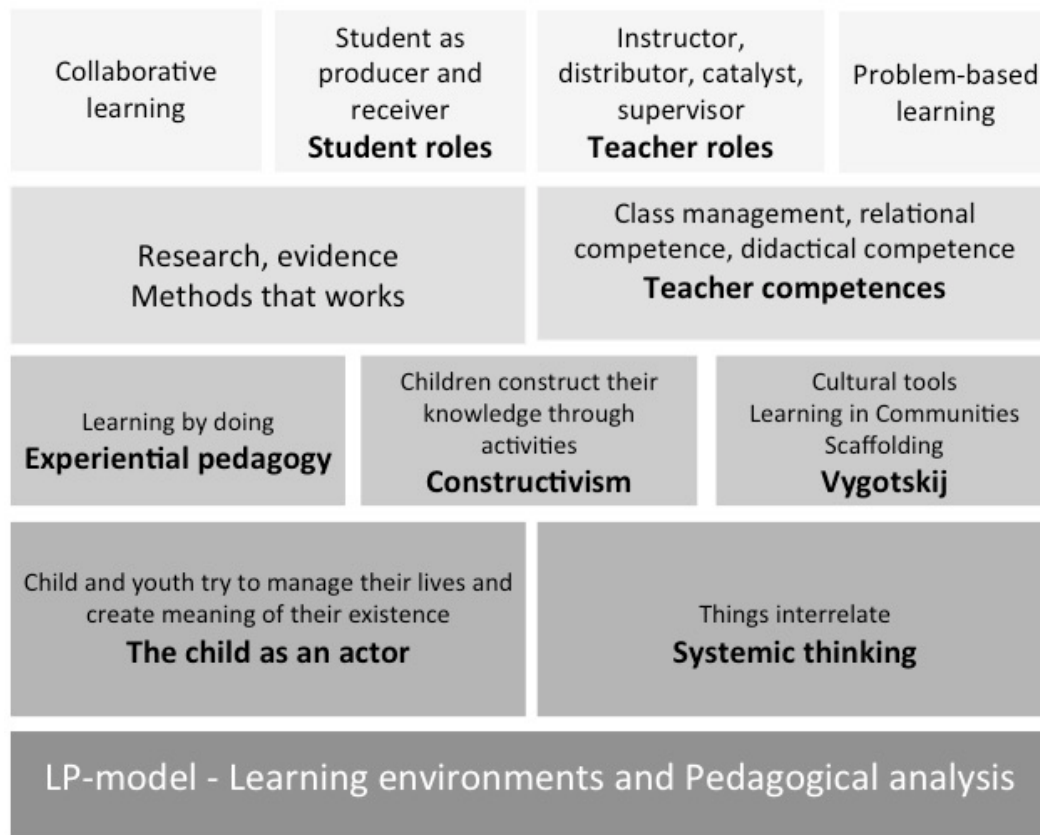 Collaborative
learning
Student as
producer and
receiver
Student roles
Instructor,
distributor, catalyst,
supervisor
Teacher roles
Problem-based
learning
Research, evidence
Methods that works
Class management, relational
competence, didactical competence
Teacher competences
Learning by doing
Experiential pedagogy
Children construct their
knowledge through
activities
Constructivism
Cultural tools
Learning in Communities
Scaffolding
Vygotskij
Child and youth try to manage their lives and
create meaning of their existence
The child as an actor
Things interrelate
Systemic thinking
LP-model - Learning environments and Pedagogical analysis